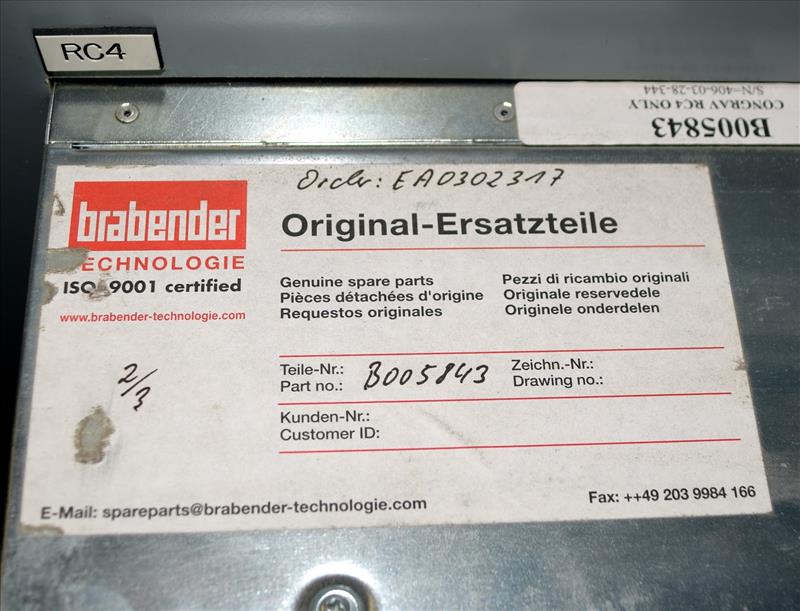 RC4
B005843
CONGRAV RC4 ONLY
S/N=406-03-28-344
Order: EA0302317
brabender
TECHNOLOGIE
ISO 9001 certified
www.brabender-technologie.com
Original-Ersatzteile
Genuine spare parts
Pièces détachées d'origine
Requestos originales
Pezzi di ricambio originali
Originale reservedele
Originele onderdelen
2/3
Teile-Nr.:
Part no.: B005843
Zeichn.-Nr.:
Drawing no.:
Kunden-Nr.:
Customer ID:
E-Mail: spareparts@brabender-technologie.com
Fax: ++49 203 9984 166